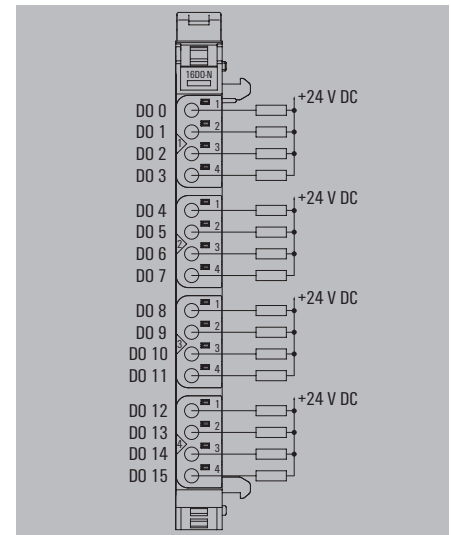 16DO-N
+24 V DC
DO 0 1
DO 1 2
1
DO 2 3
DO 3 4
+24 V DC
DO 4 1
DO 5 2
2
DO 6 3
DO 7 4
+24 V DC
DO 8 1
DO 9 2
3
DO 10 3
DO 11 4
+24 V DC
DO 12 1
DO 13 2
4
DO 14 3
DO 15 4